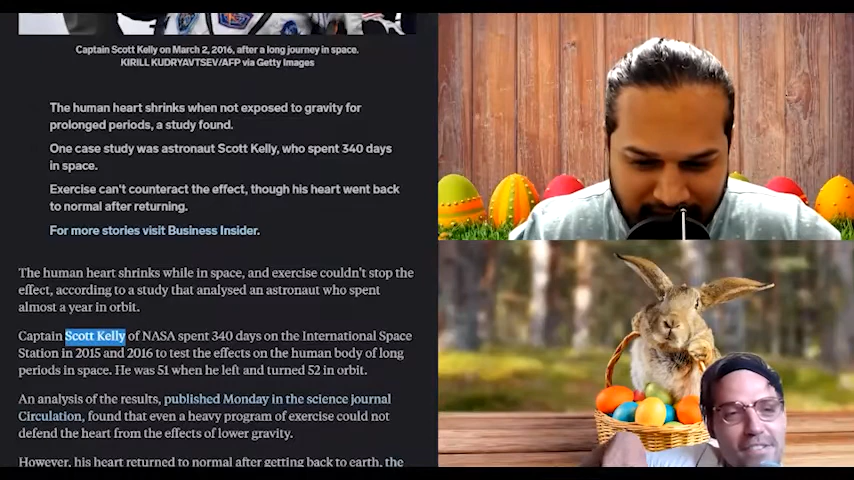 Captain Scott Kelly on March 2, 2016, after a long journey in space.
KIRILL KUDRYAVTSEV/AFP via Getty Images
The human heart shrinks when not exposed to gravity for
prolonged periods, a study found.
One case study was astronaut Scott Kelly, who spent 340 days
in space.
Exercise can't counteract the effect, though his heart went back
to normal after returning.
For more stories visit Business Insider.
The human heart shrinks while in space, and exercise couldn't stop the
effect, according to a study that analysed an astronaut who spent
almost a year in orbit.
Captain Scott Kelly of NASA spent 340 days on the International Space
Station in 2015 and 2016 to test the effects on the human body of long
periods in space. He was 51 when he left and turned 52 in orbit.
An analysis of the results, published Monday in the science journal
Circulation, found that even a heavy program of exercise could not
defend the heart from the effects of lower gravity.
However, his heart returned to normal after getting back to earth, the